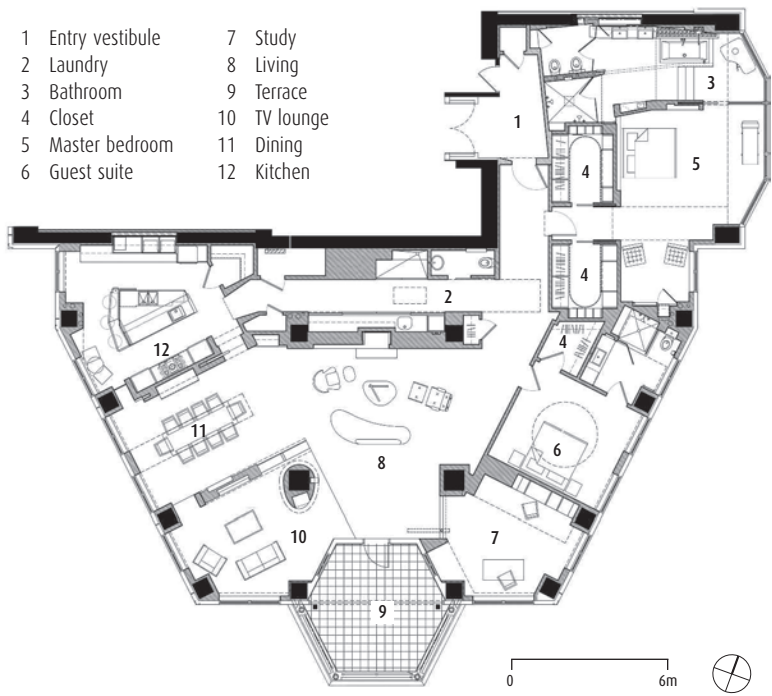 1 Entry vestibule
2 Laundry
3 Bathroom
4 Closet
5 Master bedroom
6 Guest suite
7 Study
8 Living
9 Terrace
10 TV lounge
11 Dining
12 Kitchen
3
1
4
5
4
2
4
12
11
6
8
10
7
9
0 6m